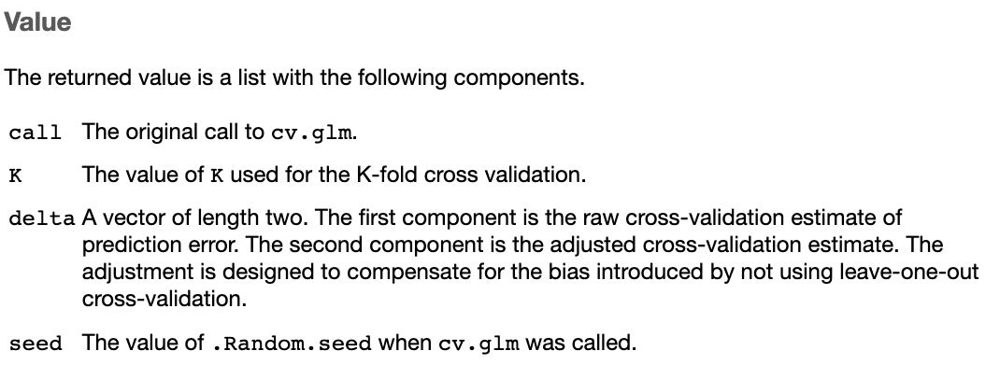 Value
The returned value is a list with the following components.
call The original call to cv.glm.
K The value of K used for the K-fold cross validation.
delta A vector of length two. The first component is the raw cross-validation estimate of
prediction error. The second component is the adjusted cross-validation estimate. The
adjustment is designed to compensate for the bias introduced by not using leave-one-out
cross-validation.
seed The value of .Random.seed when cv.glm was called.